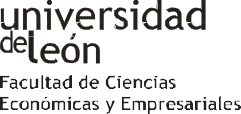 universidad
de león
Facultad de Ciencias
Económicas y Empresariales